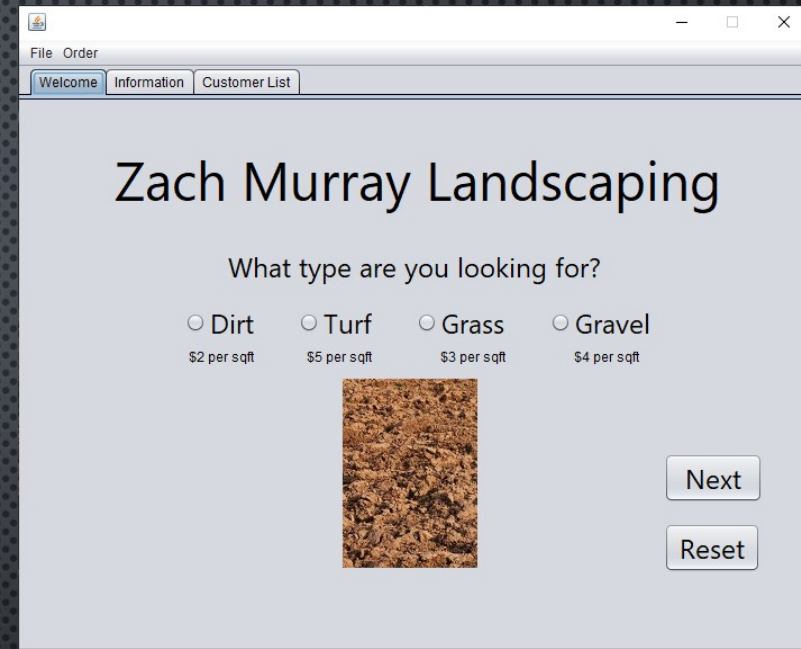 File Order
Welcome Information Customer List
Zach Murray Landscaping
What type are you looking for?
Dirt Turf Grass Gravel
$2 per sqft $5 per sqft $3 per sqft $4 per sqft
Next
Reset